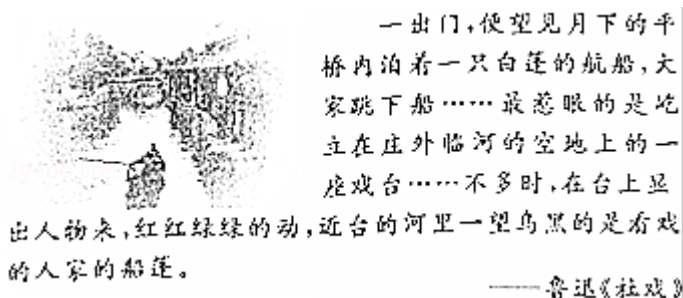 一出门,便望见月下的平
桥内泊着一只白篷的航船,大
家跳下船……最惹眼的是屹
立在庄外临河的空地上的一
座戏台……不多时,在台上显
出人物来,红红绿绿的动,近台的河里一望乌黑的是看戏
的人家的船篷。
——鲁迅《社戏》